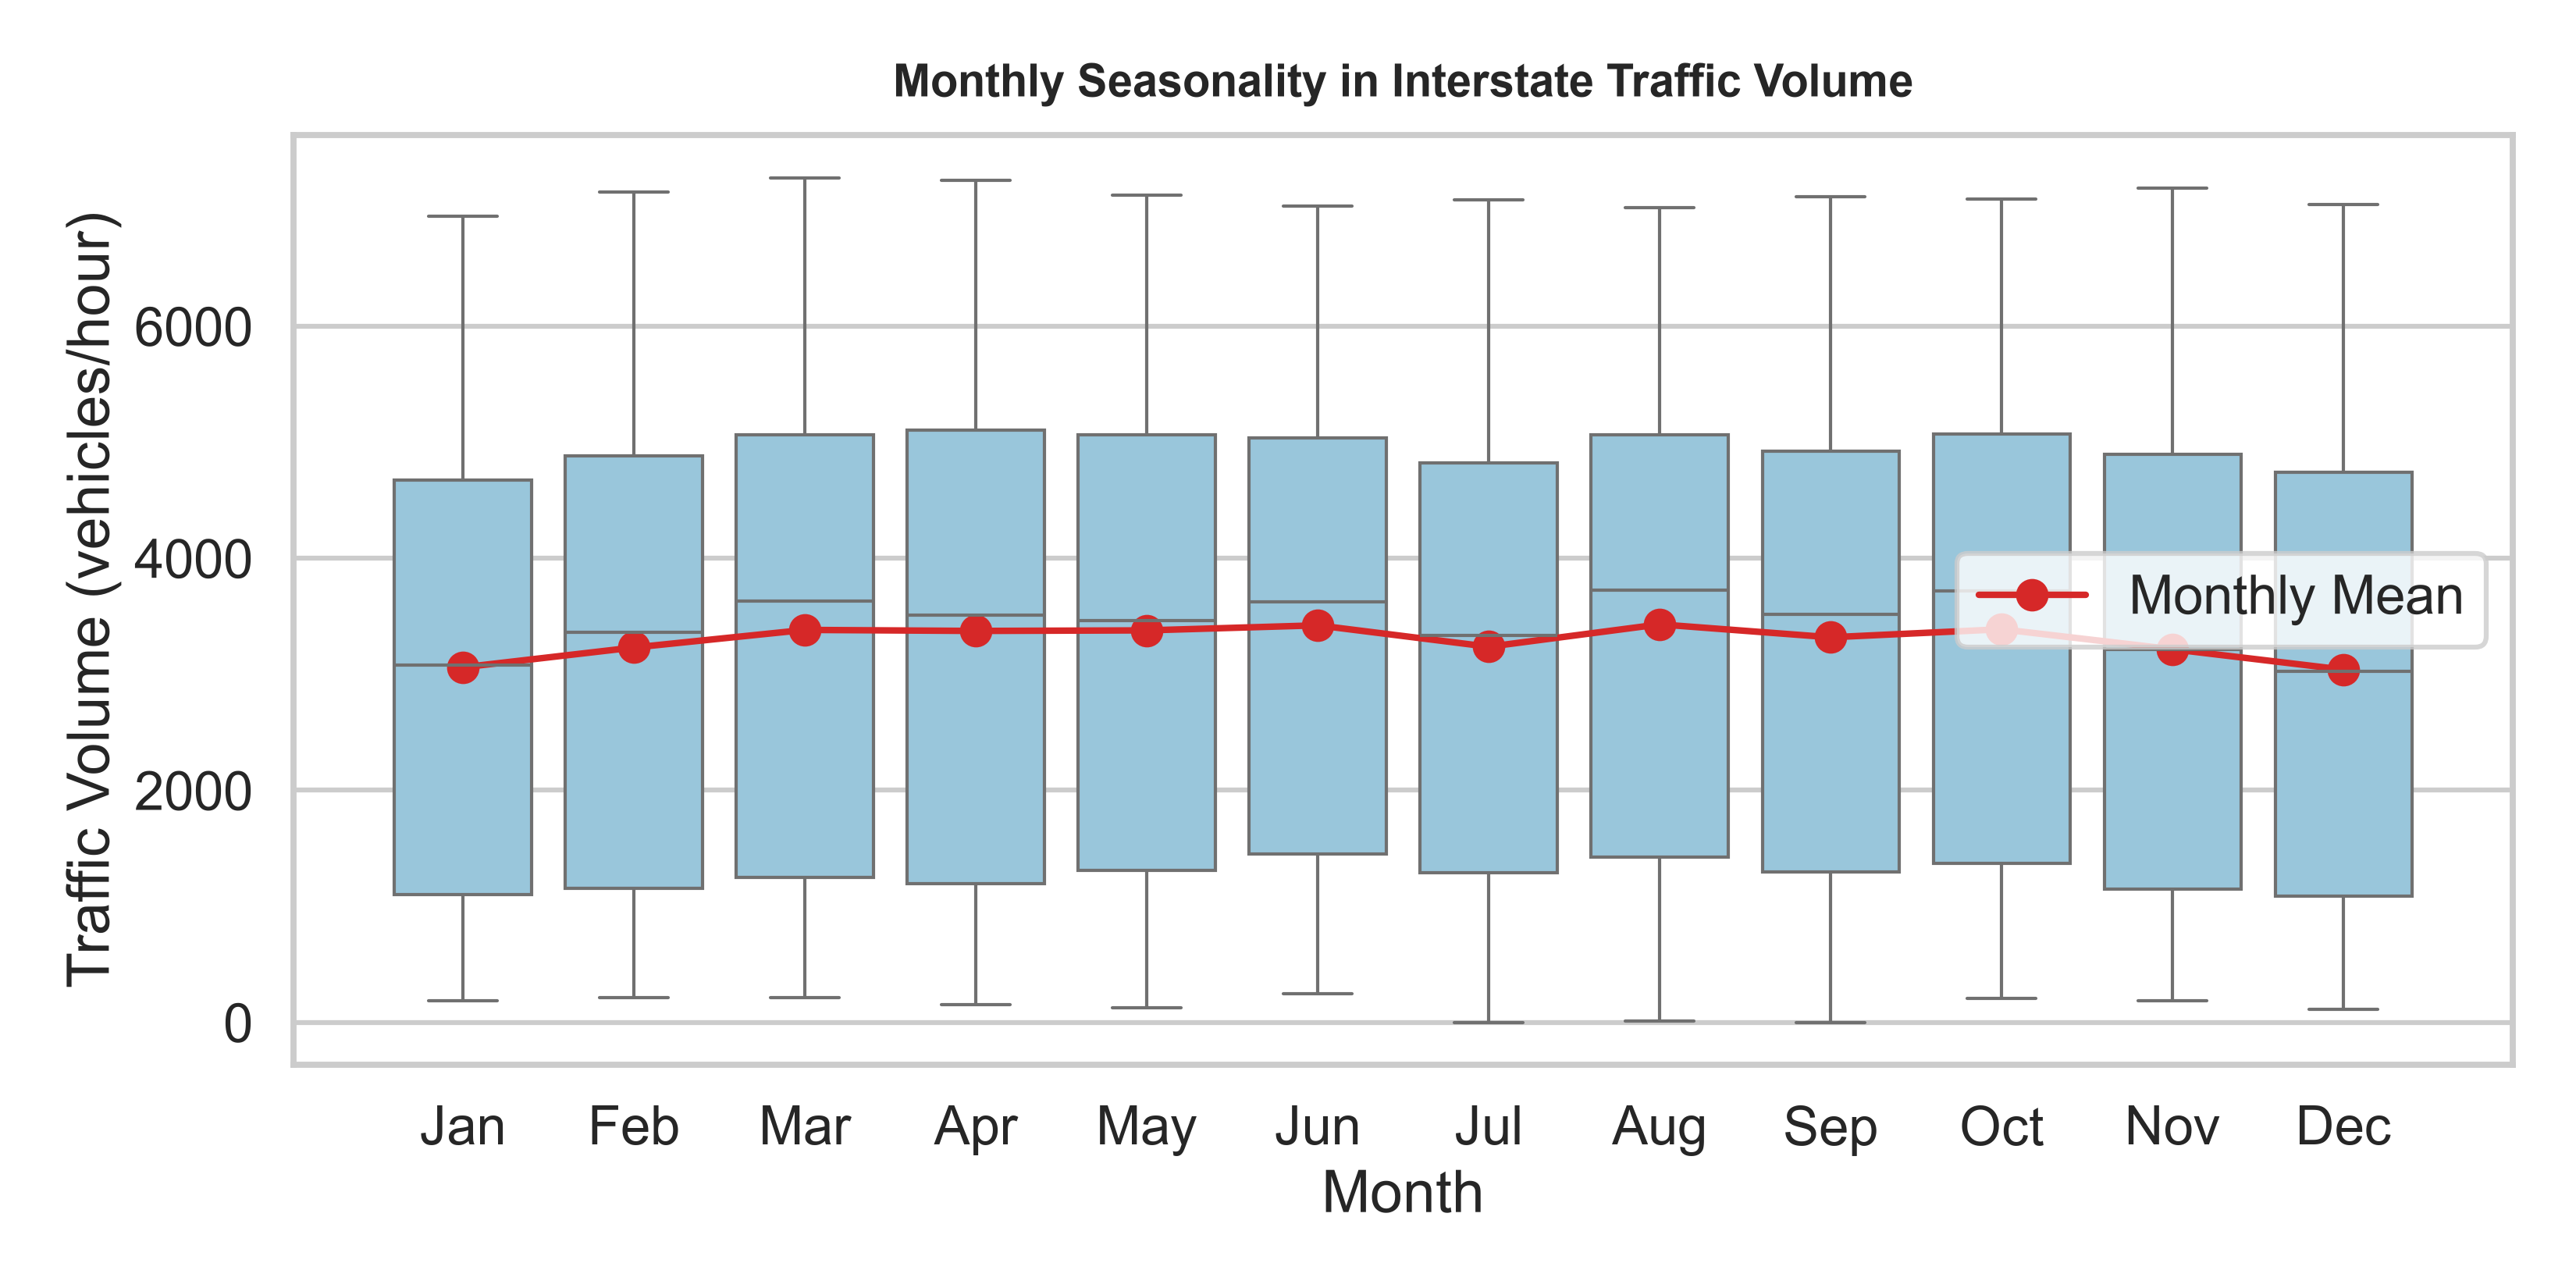 Monthly Seasonality in Interstate Traffic Volume
Traffic Volume (vehicles/hour)
6000
4000
2000
0
Monthly Mean
Jan Feb Mar Apr May Jun Jul Aug Sep Oct Nov Dec
Month